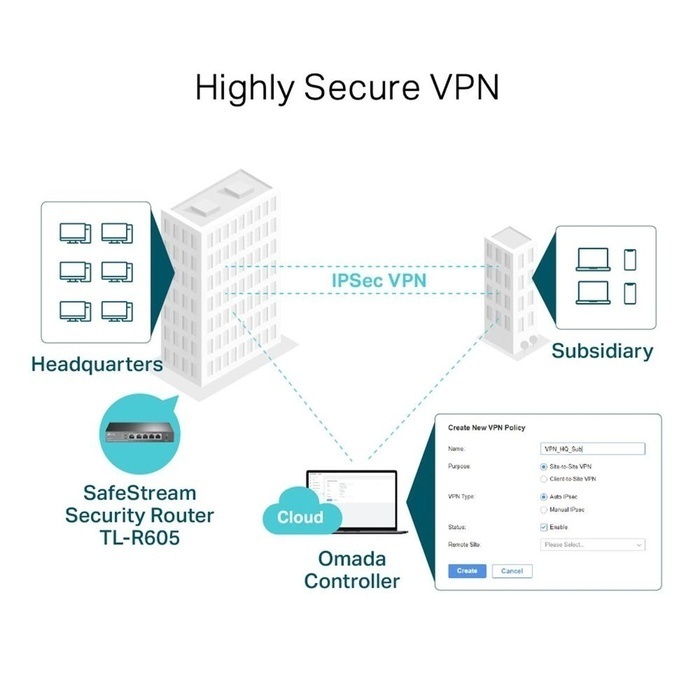 Highly Secure VPN
IPSec VPN
Headquarters
Subsidiary
SafeStream
Security Router
TL-R605
Cloud
Omada
Controller
Create New VPN Policy
Name: VPN_HQ_Sub
Purpose: Site-to-Site VPN
Client-to-Site VPN
VPN Type: Auto IPsec
Manual IPsec
Status: Enable
Remote Site: Please Select...
Create Cancel